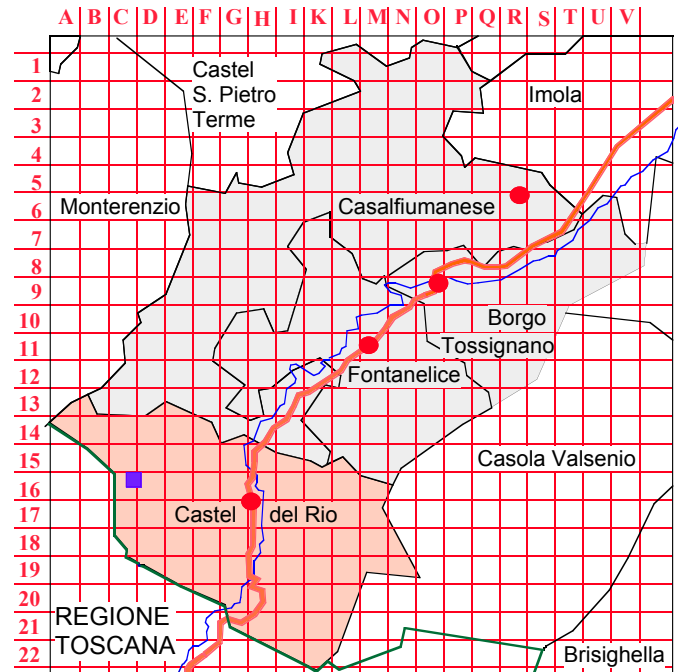 A B C D E F G H I K L M N O P Q R S T U V
1
Castel
S. Pietro
Terme
2
Imola
3
4
5
6
Monterenzio
Casalfiumanese
7
8
9
10
Borgo
11
Tossignano
12
Fontanelice
13
14
15
Casola Valsenio
16
17
Castel del Rio
18
19
20
REGIONE
TOSCANA
21
22
Brisighella